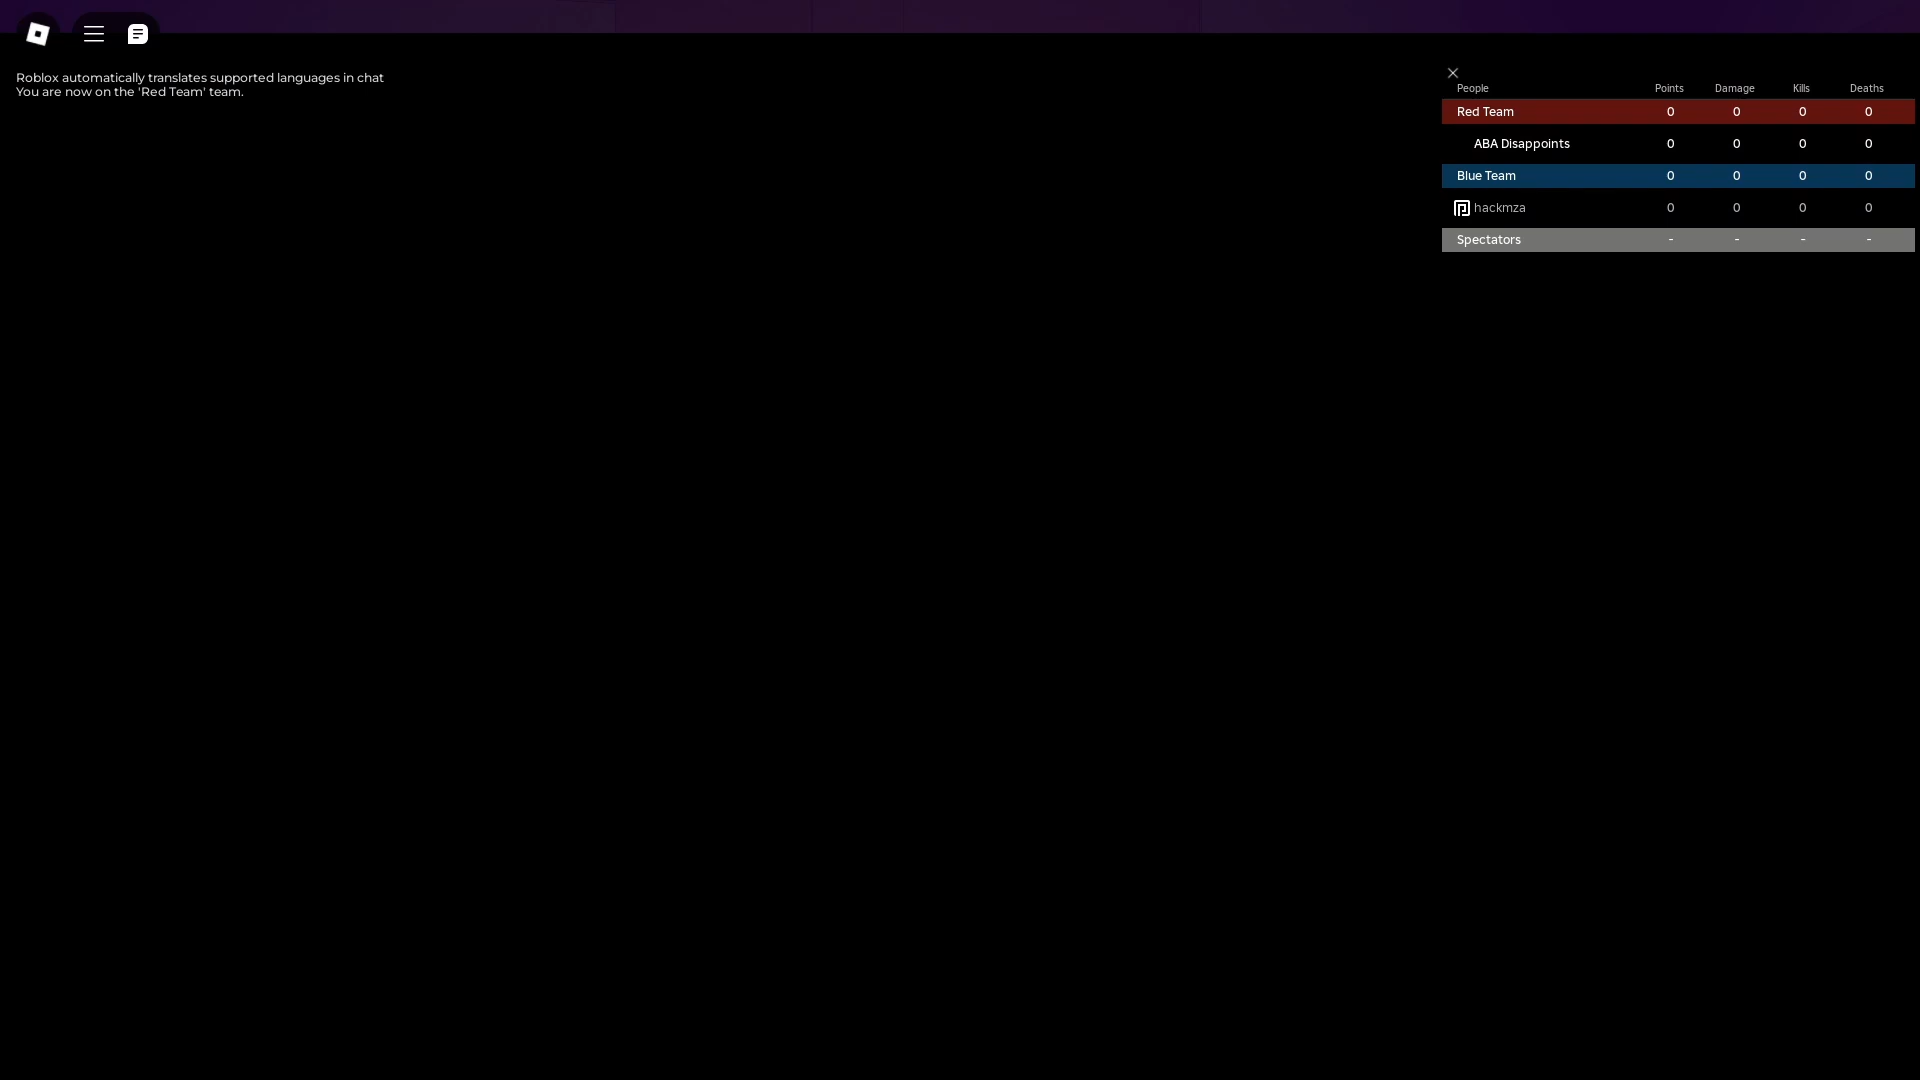 Roblox automatically translates supported languages in chat
You are now on the 'Red Team' team.
People Points Damage Kills Deaths
Red Team 0 0 0 0
ABA Disappoints 0 0 0 0
Blue Team 0 0 0 0
hackmza 0 0 0 0
Spectators - - - -